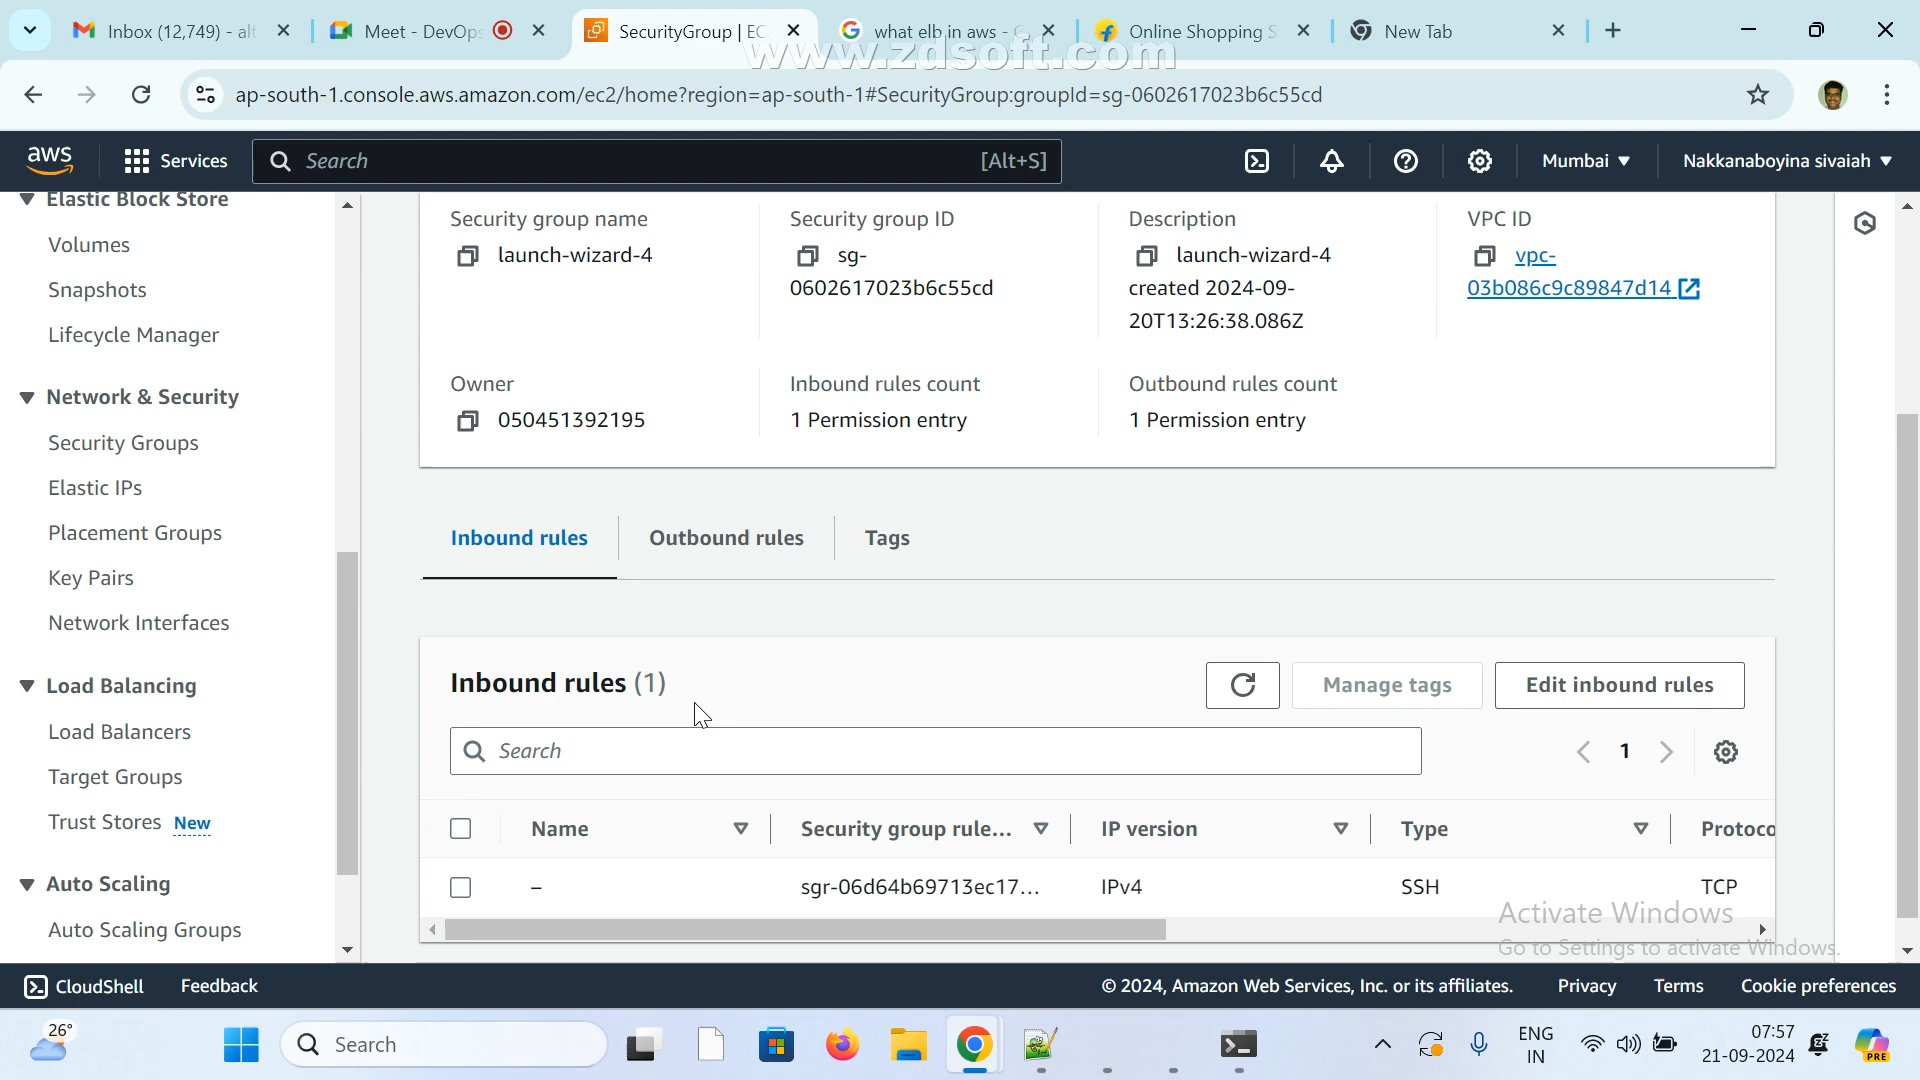 Inbox (12,749) - alt
Meet - DevOps
SecurityGroup | EC
what elb in aws - G
Online Shopping S
New Tab
www.zdsoft.com
ap-south-1.console.aws.amazon.com/ec2/home?region=ap-south-1#SecurityGroup:groupId=sg-0602617023b6c55cd
aws
Services
Search
[Alt+S]
Mumbai
Nakkanaboyina sivaiah
Elastic Block Store
Volumes
Snapshots
Lifecycle Manager
Network & Security
Security Groups
Elastic IPs
Placement Groups
Key Pairs
Network Interfaces
Load Balancing
Load Balancers
Target Groups
Trust Stores New
Auto Scaling
Auto Scaling Groups
Security group name
launch-wizard-4
Security group ID
sg-
0602617023b6c55cd
Description
launch-wizard-4
created 2024-09-
20T13:26:38.086Z
VPC ID
vpc-
03b086c9c89847d14
Owner
050451392195
Inbound rules count
1 Permission entry
Outbound rules count
1 Permission entry
Inbound rules
Outbound rules
Tags
Inbound rules (1)
Manage tags
Edit inbound rules
Search
1
Name
Security group rule...
IP version
Type
Protoco
–
sgr-06d64b69713ec17...
IPv4
SSH
TCP
Activate Windows
Go to Settings to activate Windows.
CloudShell
Feedback
© 2024, Amazon Web Services, Inc. or its affiliates.
Privacy
Terms
Cookie preferences
26°
Search
ENG
IN
07:57
21-09-2024
PRE